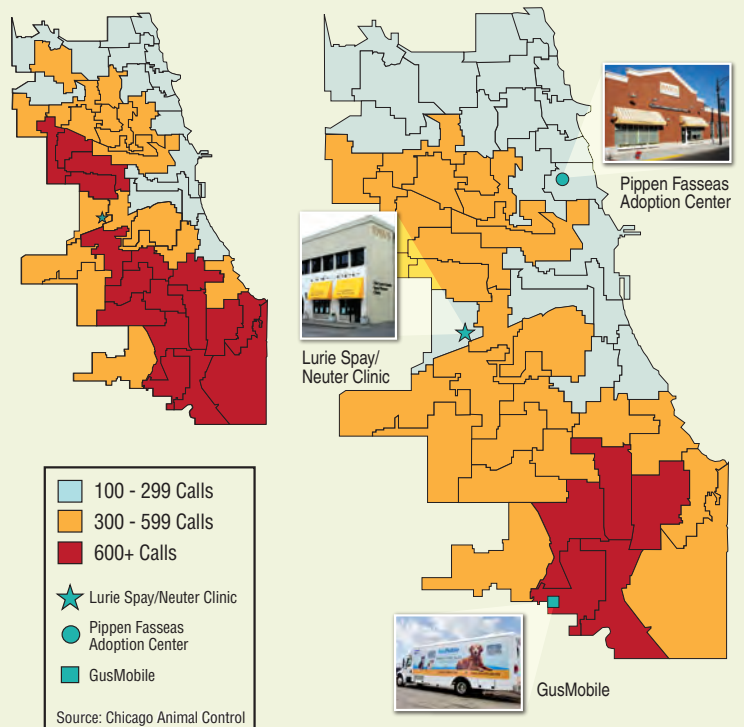 Pippen Fasseas
Adoption Center
Lurie Spay/
Neuter Clinic
100 - 299 Calls
300 - 599 Calls
600+ Calls
Lurie Spay/Neuter Clinic
Pippen Fasseas
Adoption Center
GusMobile
Source: Chicago Animal Control
GusMobile